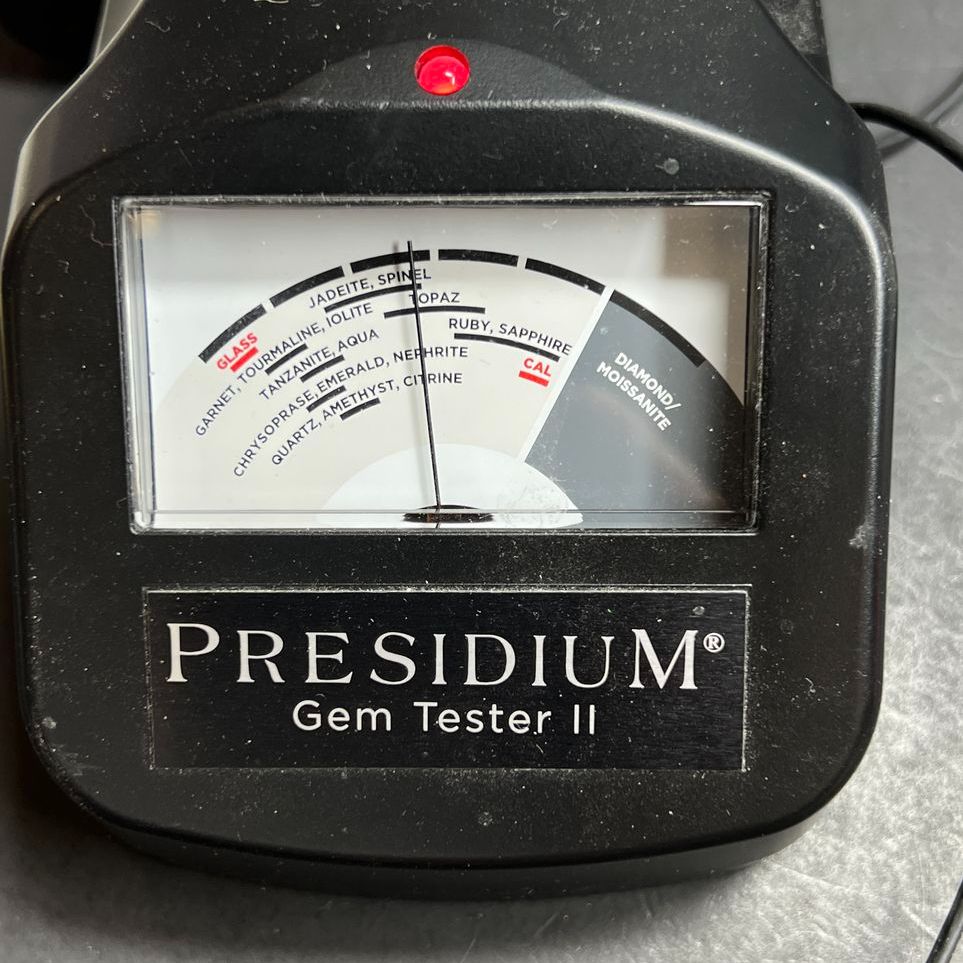 JADEITE, SPINEL
TOPAZ
GLASS
GARNET, TOURMALINE, IOLITE
RUBY, SAPPHIRE
TANZANITE, AQUA
CAL
CHRYSOPRASE, EMERALD, NEPHRITE
QUARTZ, AMETHYST, CITRINE
DIAMOND/
MOISSANITE
PRESIDIUM®
Gem Tester II